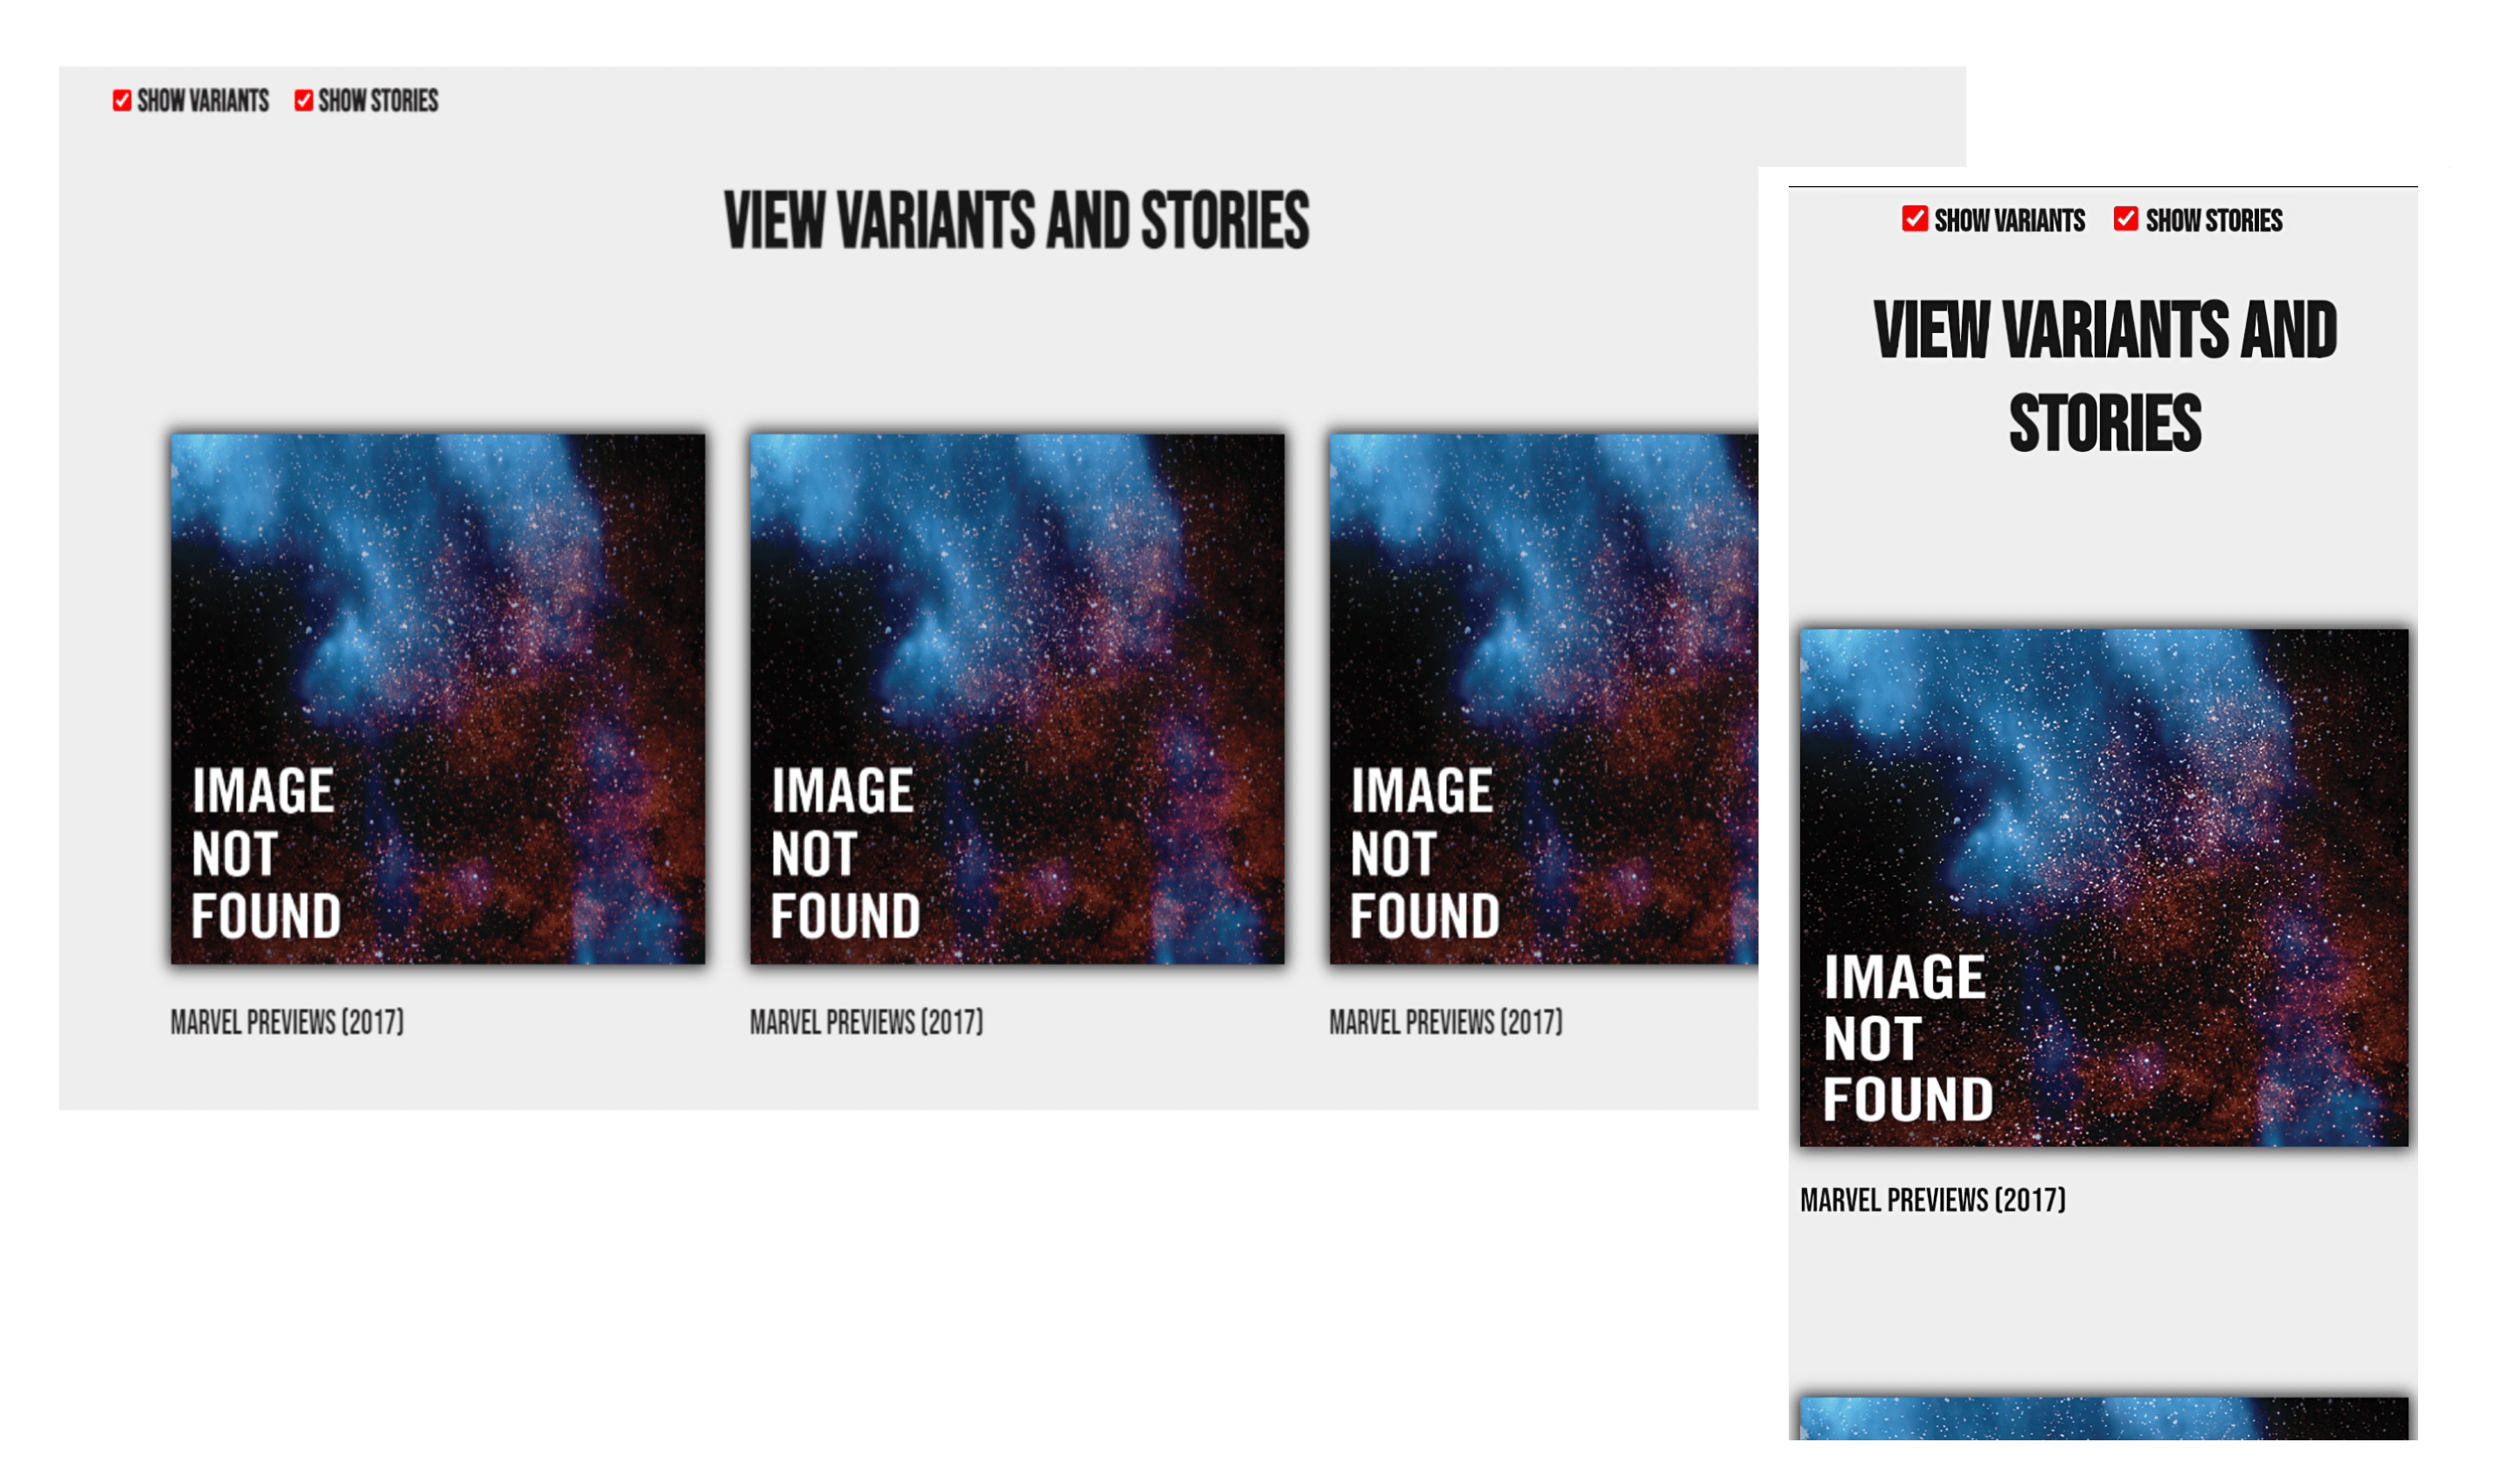 SHOW VARIANTS SHOW STORIES
VIEW VARIANTS AND STORIES
IMAGE
NOT
FOUND
MARVEL PREVIEWS (2017)
IMAGE
NOT
FOUND
MARVEL PREVIEWS (2017)
IMAGE
NOT
FOUND
MARVEL PREVIEWS (2017)
SHOW VARIANTS SHOW STORIES
VIEW VARIANTS AND
STORIES
IMAGE
NOT
FOUND
MARVEL PREVIEWS (2017)